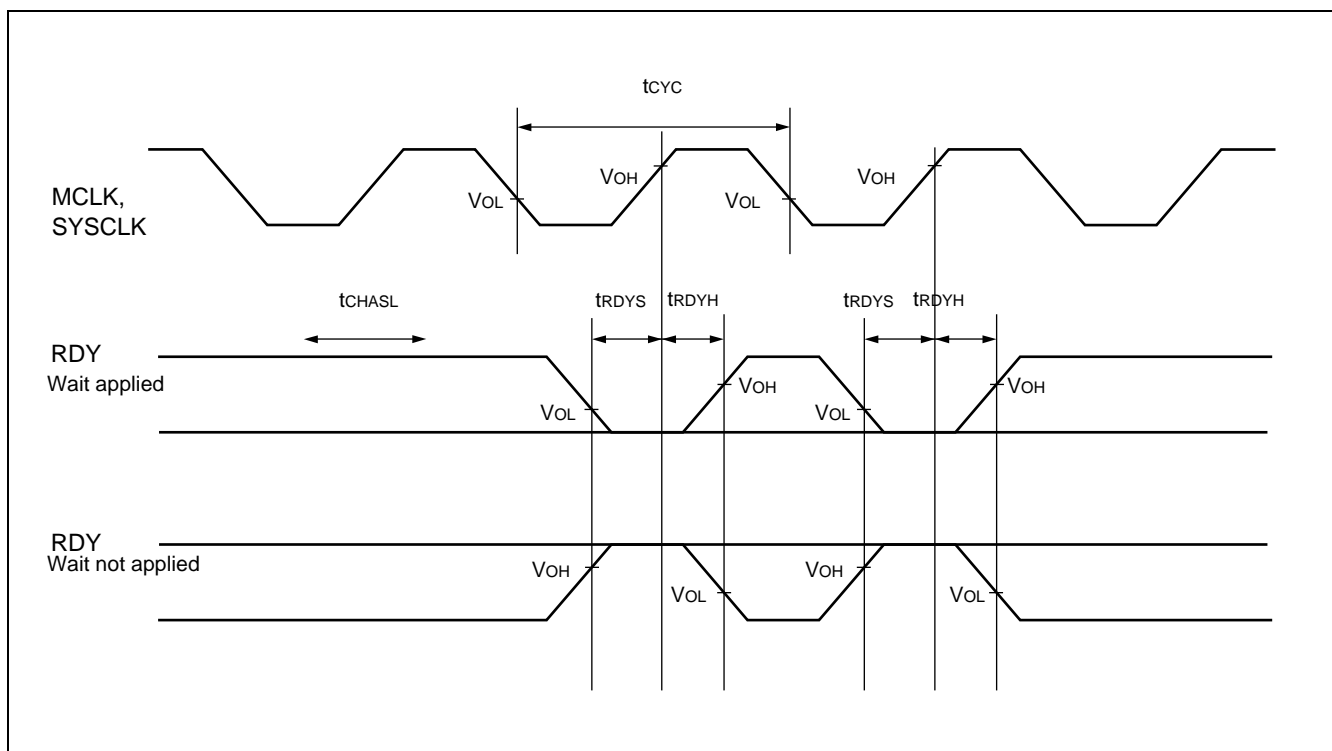 tCYC
VOH
VOH
VOL
VOL
MCLK,
SYSCLK
tCHASL
tRDYS
tRDYH
tRDYS
tRDYH
RDY
Wait applied
VOH
VOH
VOL
VOL
RDY
Wait not applied
VOH
VOH
VOL
VOL